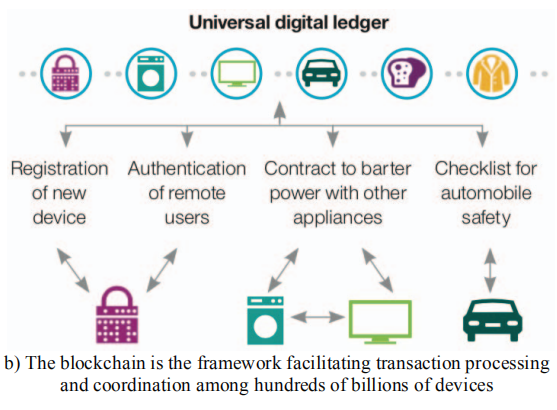 Universal digital ledger
Registration
of new
device
Authentication
of remote
users
Contract to barter
power with other
appliances
Checklist for
automobile
safety
b) The blockchain is the framework facilitating transaction processing
and coordination among hundreds of billions of devices